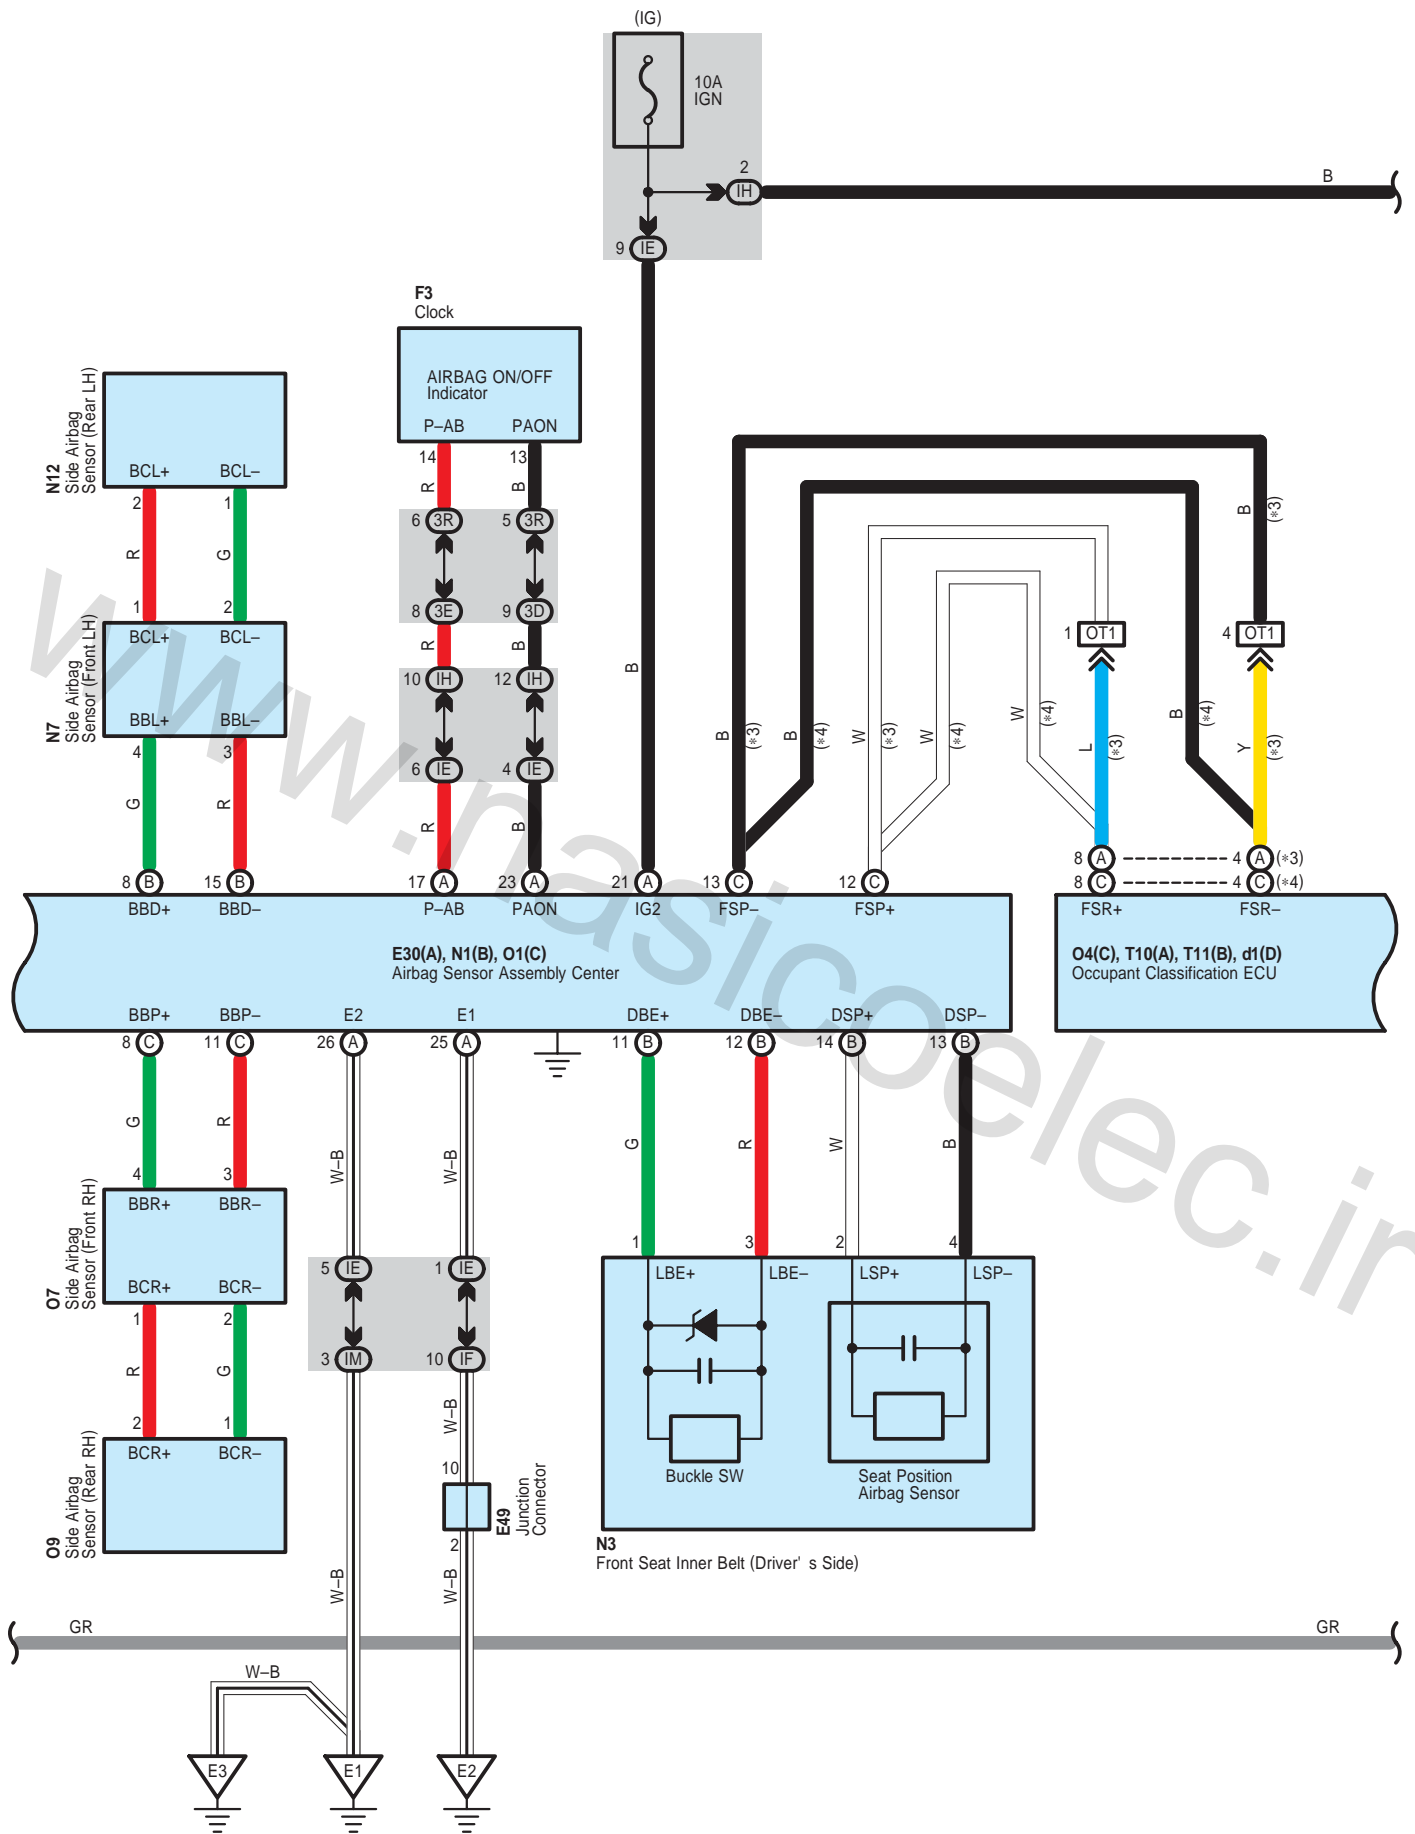 (IG)
10A
IGN
2
IH
B
9 IE
F3
Clock
AIRBAG ON/OFF
Indicator
P–AB PAON
14 13
R B
6 3R 5 3R
8 3E 9 3D
R B
10 IH 12 IH
6 IE 4 IE
R B
N12
Side Airbag
Sensor (Rear LH)
BCL+ BCL–
2 1
R G
1 2
N7
Side Airbag
Sensor (Front LH)
BCL+ BCL–
BBL+ BBL–
4 3
G R
B
B (*3)
1 OT1 4 OT1
B (*3) B (*4) W (*3) W (*4) W (*4) L (*3) B (*4) Y (*3)
8 A 4 A (*3)
8 C 4 C (*4)
8 B 15 B 17 A 23 A 21 A 13 C 12 C
BBD+ BBD– P–AB PAON IG2 FSP– FSP+ FSR+ FSR–
E30(A), N1(B), O1(C)
Airbag Sensor Assembly Center
O4(C), T10(A), T11(B), d1(D)
Occupant Classification ECU
BBP+ BBP– E2 E1 DBE+ DBE– DSP+ DSP–
8 C 11 C 26 A 25 A 11 B 12 B 14 B 13 B
G R W–B W–B G R W B
4 3
O7
Side Airbag
Sensor (Front RH)
BBR+ BBR–
BCR+ BCR–
1 2
R G
2 1
O9
Side Airbag
Sensor (Rear RH)
BCR+ BCR–
5 IE 1 IE
3 IM 10 IF
W–B
10
E49
Junction
Connector
2
W–B W–B
1 3 2 4
LBE+ LBE– LSP+ LSP–
Buckle SW
Seat Position
Airbag Sensor
N3
Front Seat Inner Belt (Driver' s Side)
GR GR
W–B
E3 E1 E2
www.nasicoelec.ir